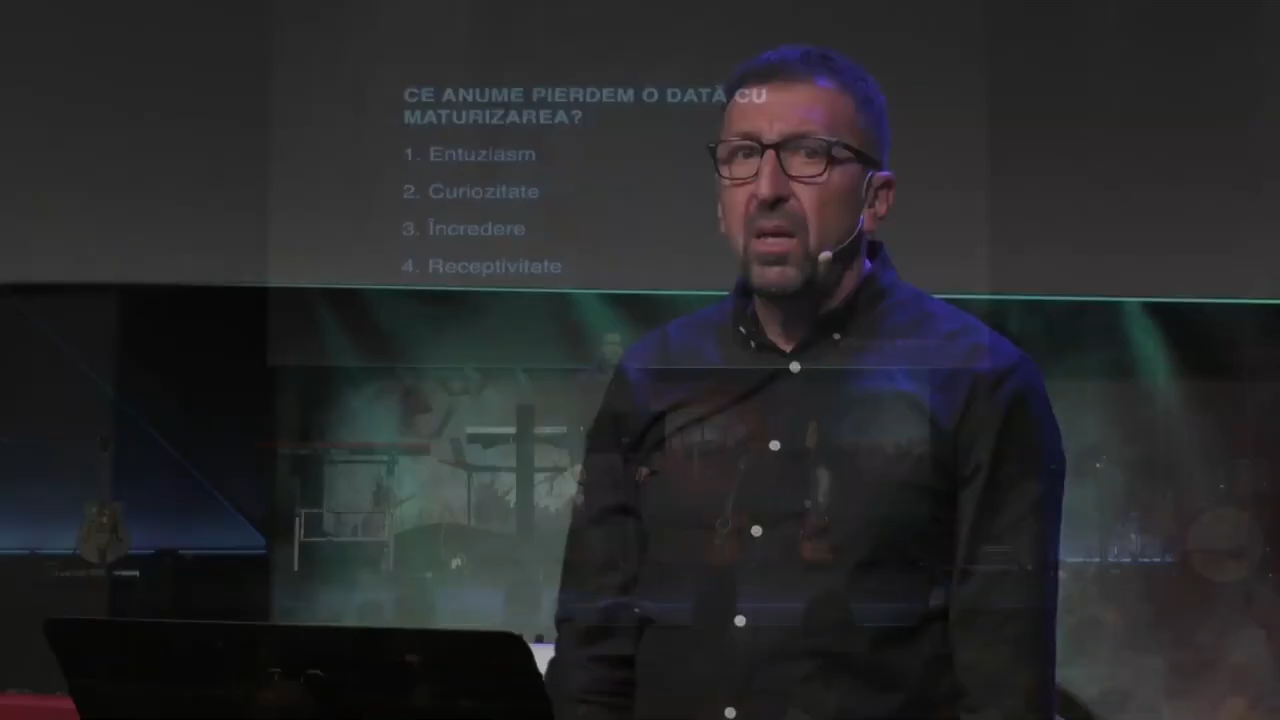 CE ANUME PIERDEM O DATĂ CU
MATURIZAREA?
1. Entuziasm
2. Curiozitate
3. Încredere
4. Receptivitate